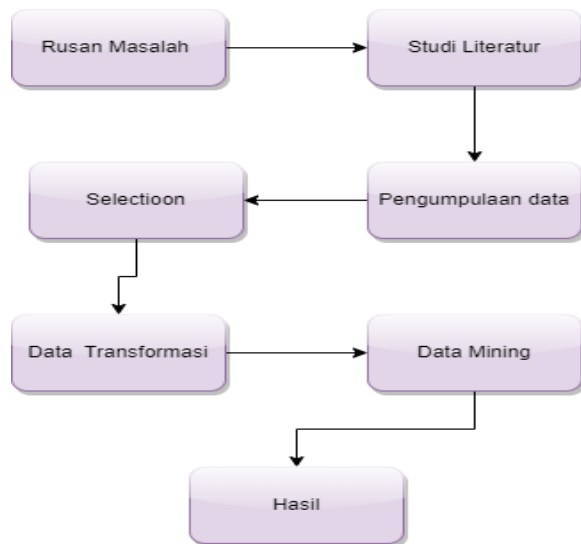 Rusan Masalah
Studi Literatur
Pengumpulaan data
Selectioon
Data Transformasi
Data Mining
Hasil